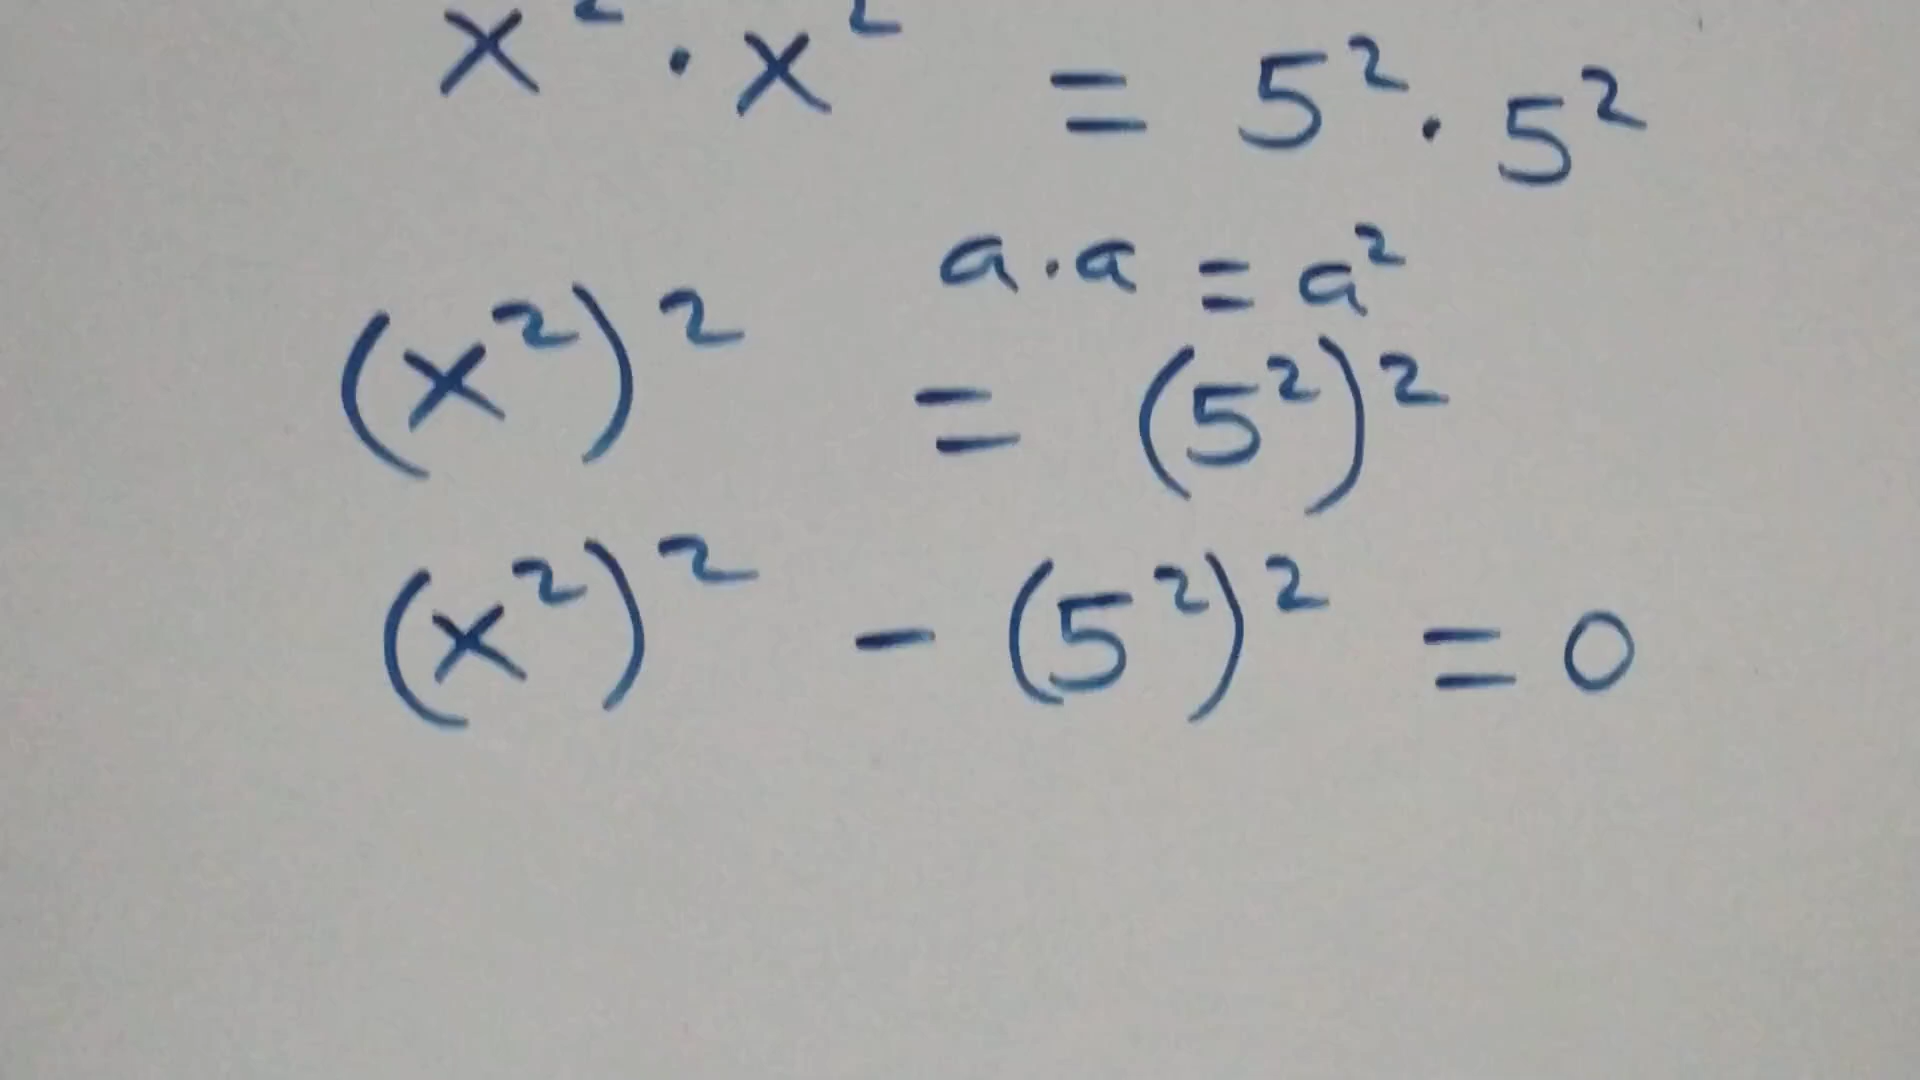 x² · x² = 5² · 5²
a · a = a²
(x²)² = (5²)²
(x²)² - (5²)² = 0